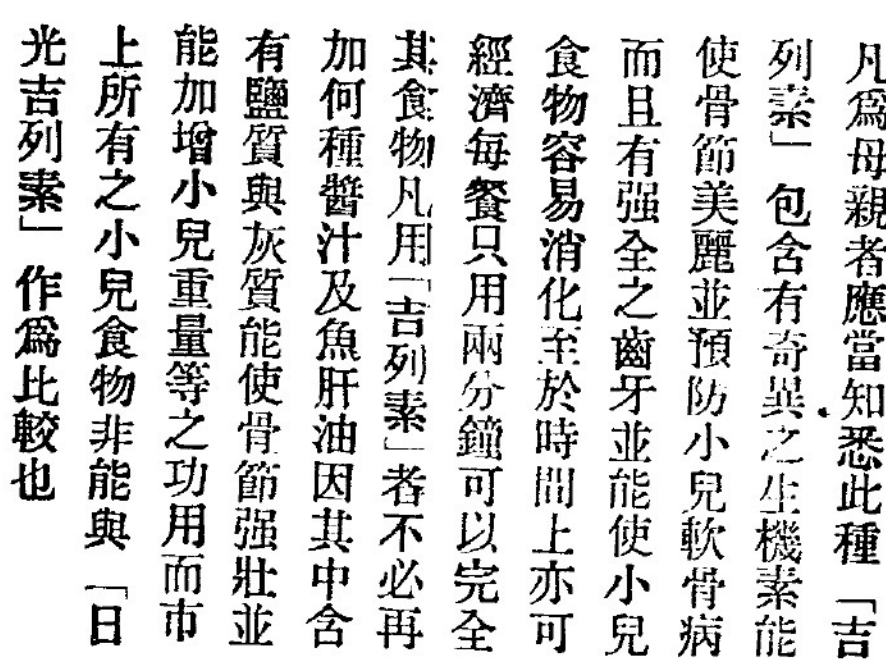 凡爲母親者應當知悉此種「吉
列素」包含有奇異之生機素能
使骨節美麗並預防小兒軟骨病
而且有强全之齒牙並能使小兒
食物容易消化至於時間上亦可
經濟每餐只用兩分鐘可以完全
其食物凡用「吉列素」者不必再
加何種醬汁及魚肝油因其中含
有鹽質與灰質能使骨節强壯並
能加增小兒重量等之功用而市
上所有之小兒食物非能與「日
光吉列素」作爲比較也